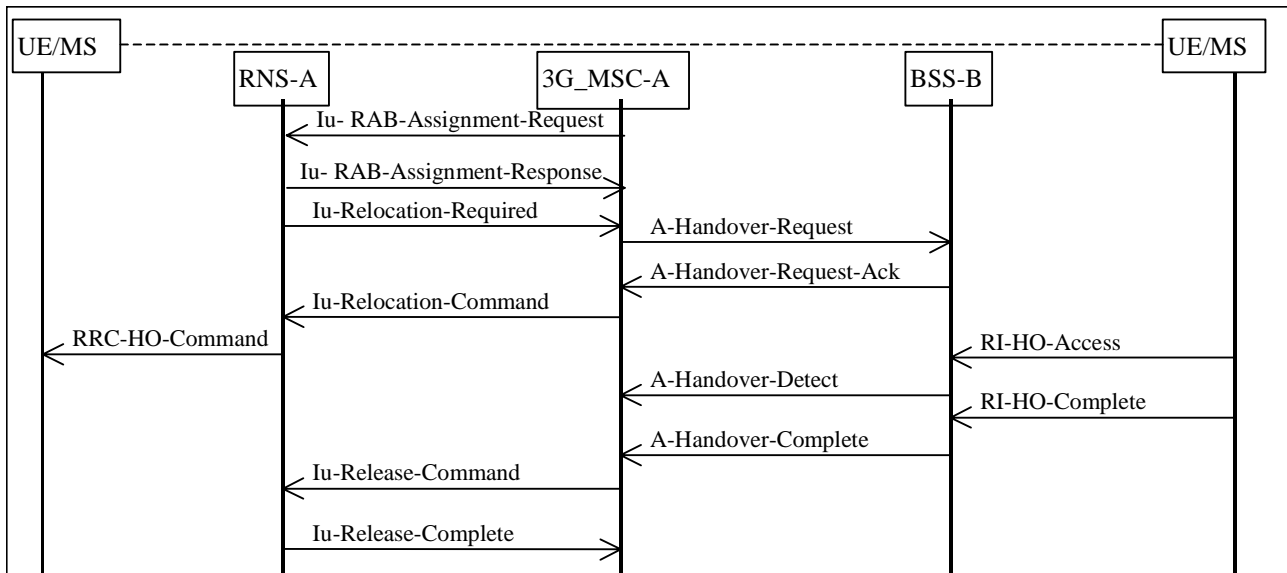 UE/MS
UE/MS
RNS-A
3G_MSC-A
BSS-B
Iu- RAB-Assignment-Request
Iu- RAB-Assignment-Response
Iu-Relocation-Required
A-Handover-Request
A-Handover-Request-Ack
Iu-Relocation-Command
RRC-HO-Command
RI-HO-Access
A-Handover-Detect
RI-HO-Complete
A-Handover-Complete
Iu-Release-Command
Iu-Release-Complete